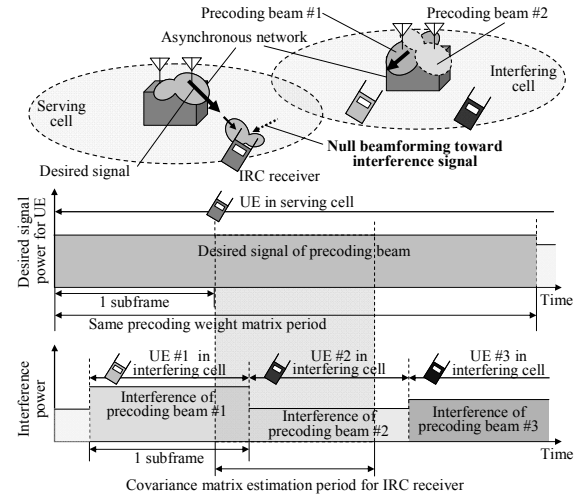 Precoding beam #1
Precoding beam #2
Asynchronous network
Serving
cell
Interfering
cell
Null beamforming toward
interference signal
Desired signal
IRC receiver
Desired signal
power for UE
UE in serving cell
Desired signal of precoding beam
1 subframe
Time
Same precoding weight matrix period
Interference
power
UE #1 in
interfering cell
UE #2 in
interfering cell
UE #3 in
interfering cell
Interference of
precoding beam #1
Interference of
precoding beam #2
Interference of
precoding beam #3
1 subframe
Time
Covariance matrix estimation period for IRC receiver